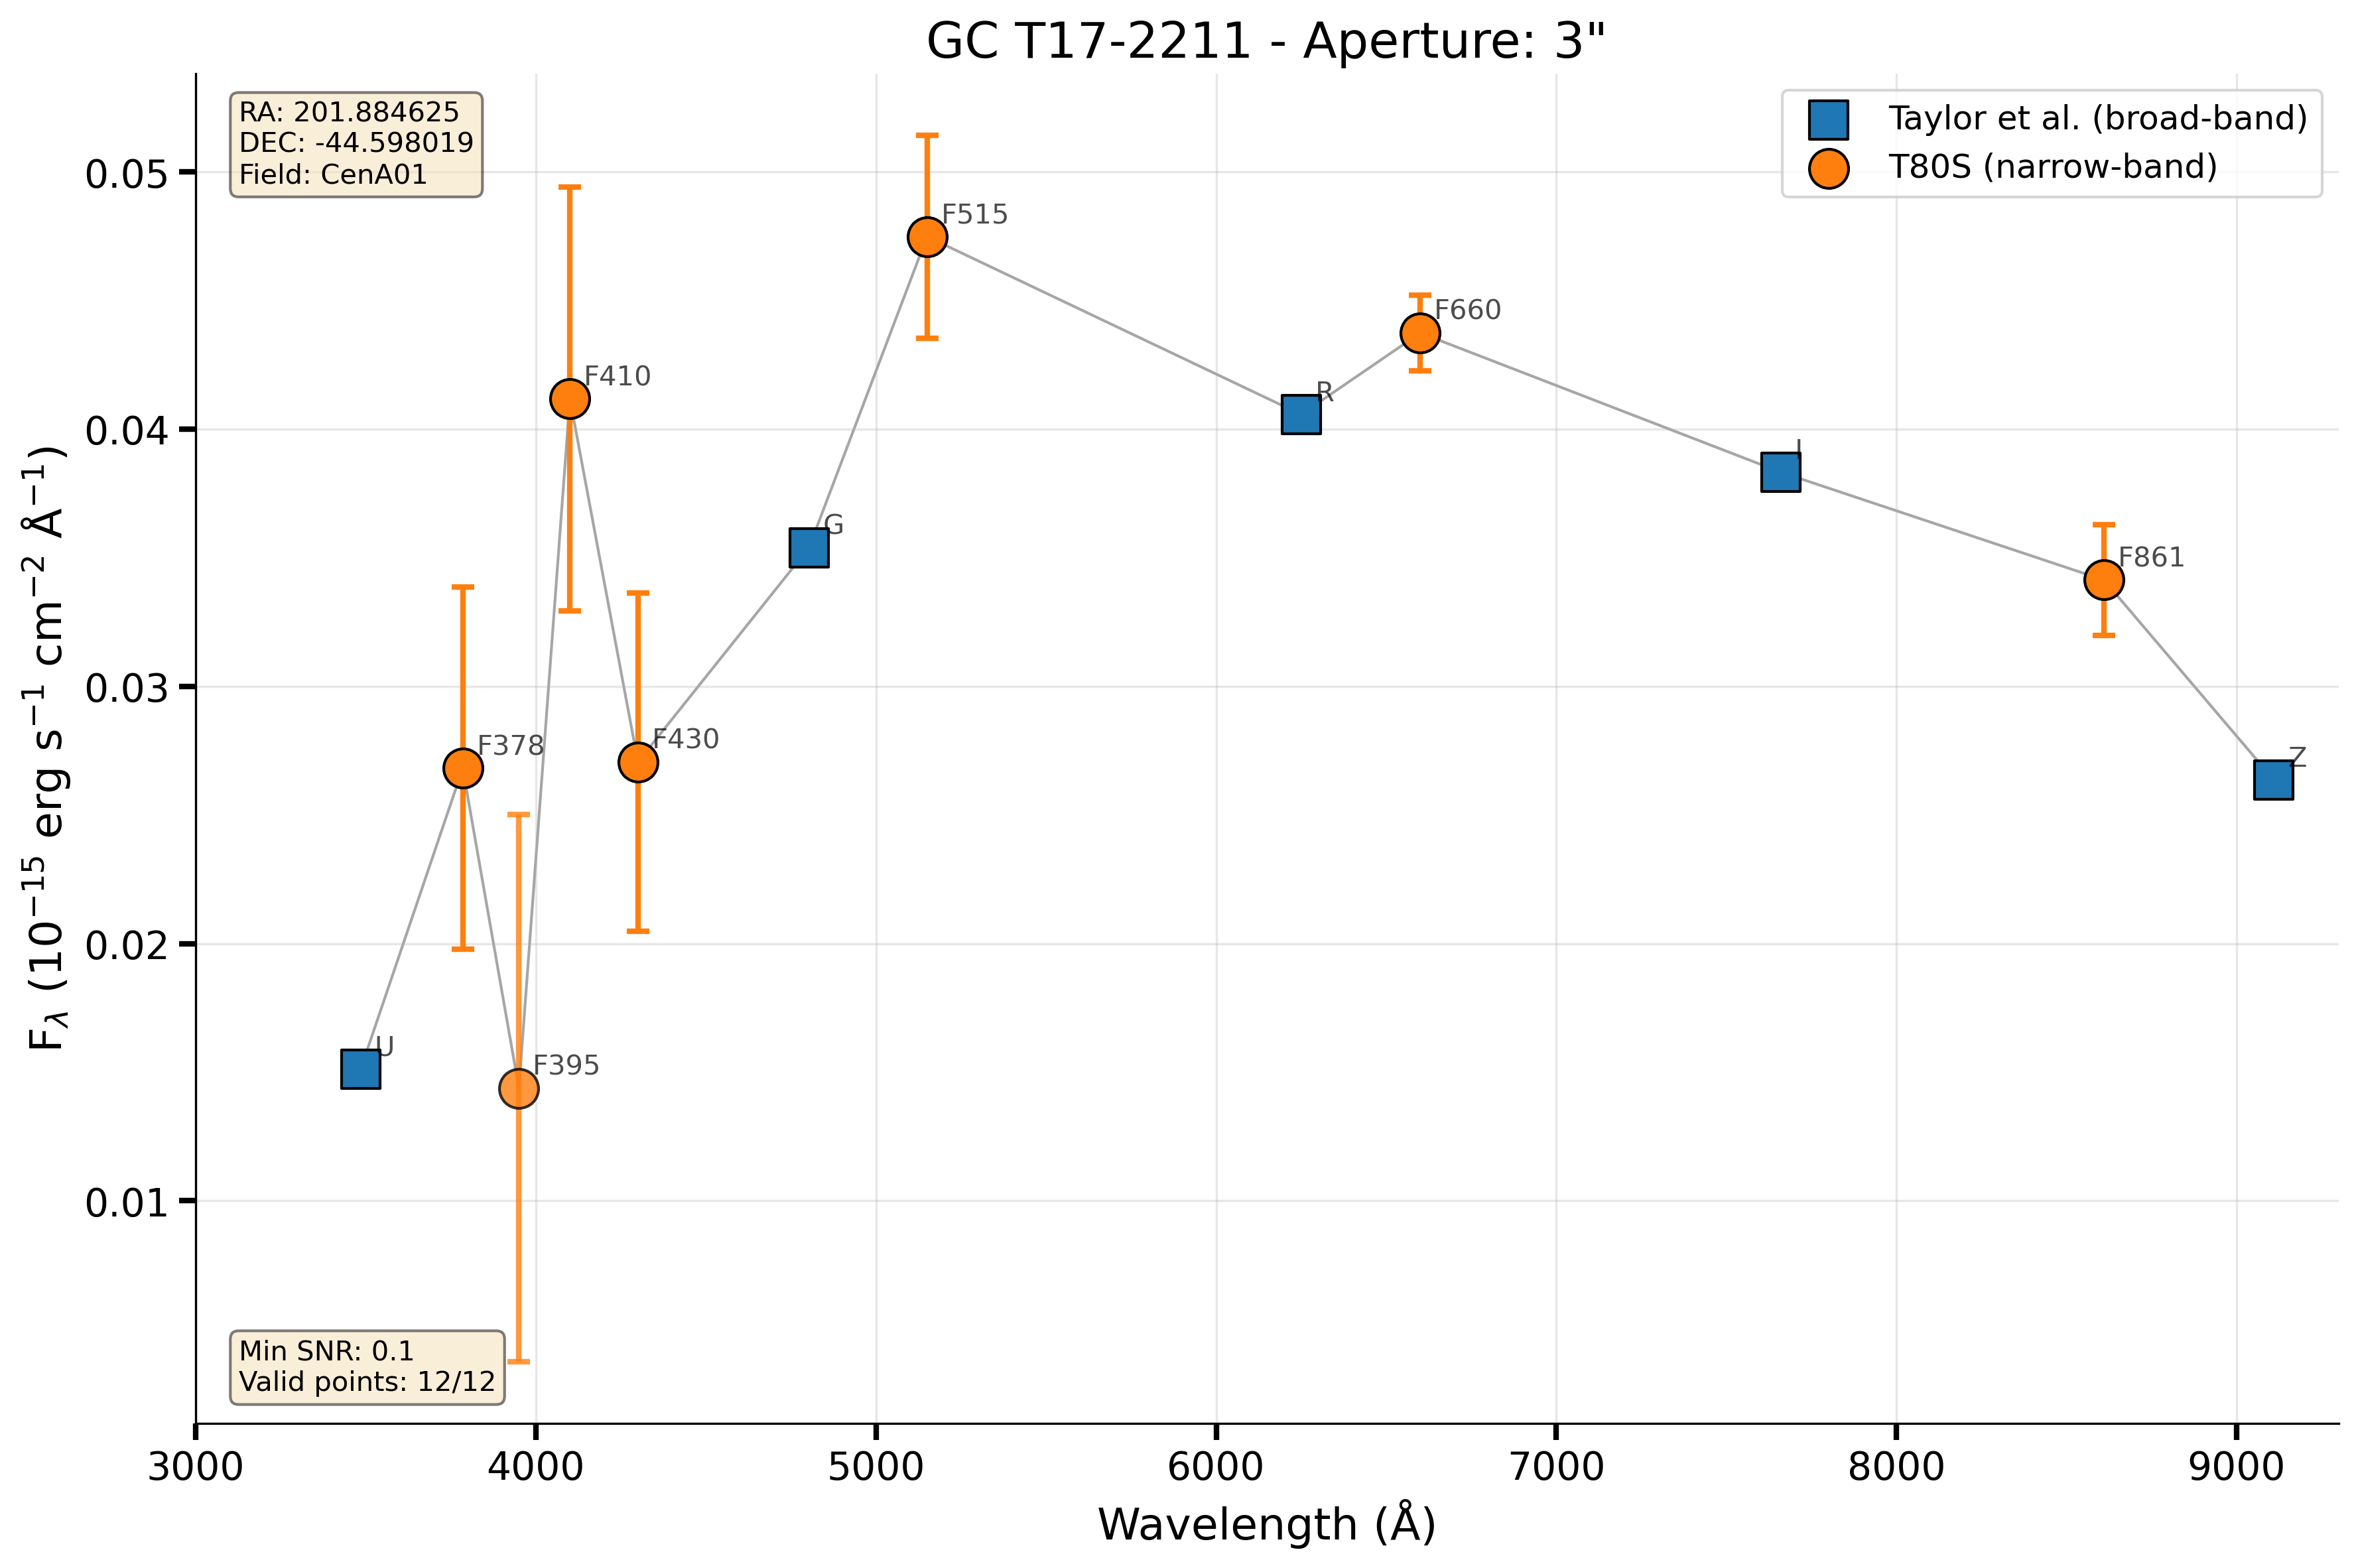 GC T17-2211 - Aperture: 3"
RA: 201.884625
DEC: -44.598019
Field: CenA01
Taylor et al. (broad-band)
T80S (narrow-band)
F515
F660
F410
R
I
G
F861
F378
F430
Z
U
F395
Min SNR: 0.1
Valid points: 12/12
0.05
0.04
0.03
0.02
0.01
F_λ (10⁻¹⁵ erg s⁻¹ cm⁻² Å⁻¹)
3000 4000 5000 6000 7000 8000 9000
Wavelength (Å)